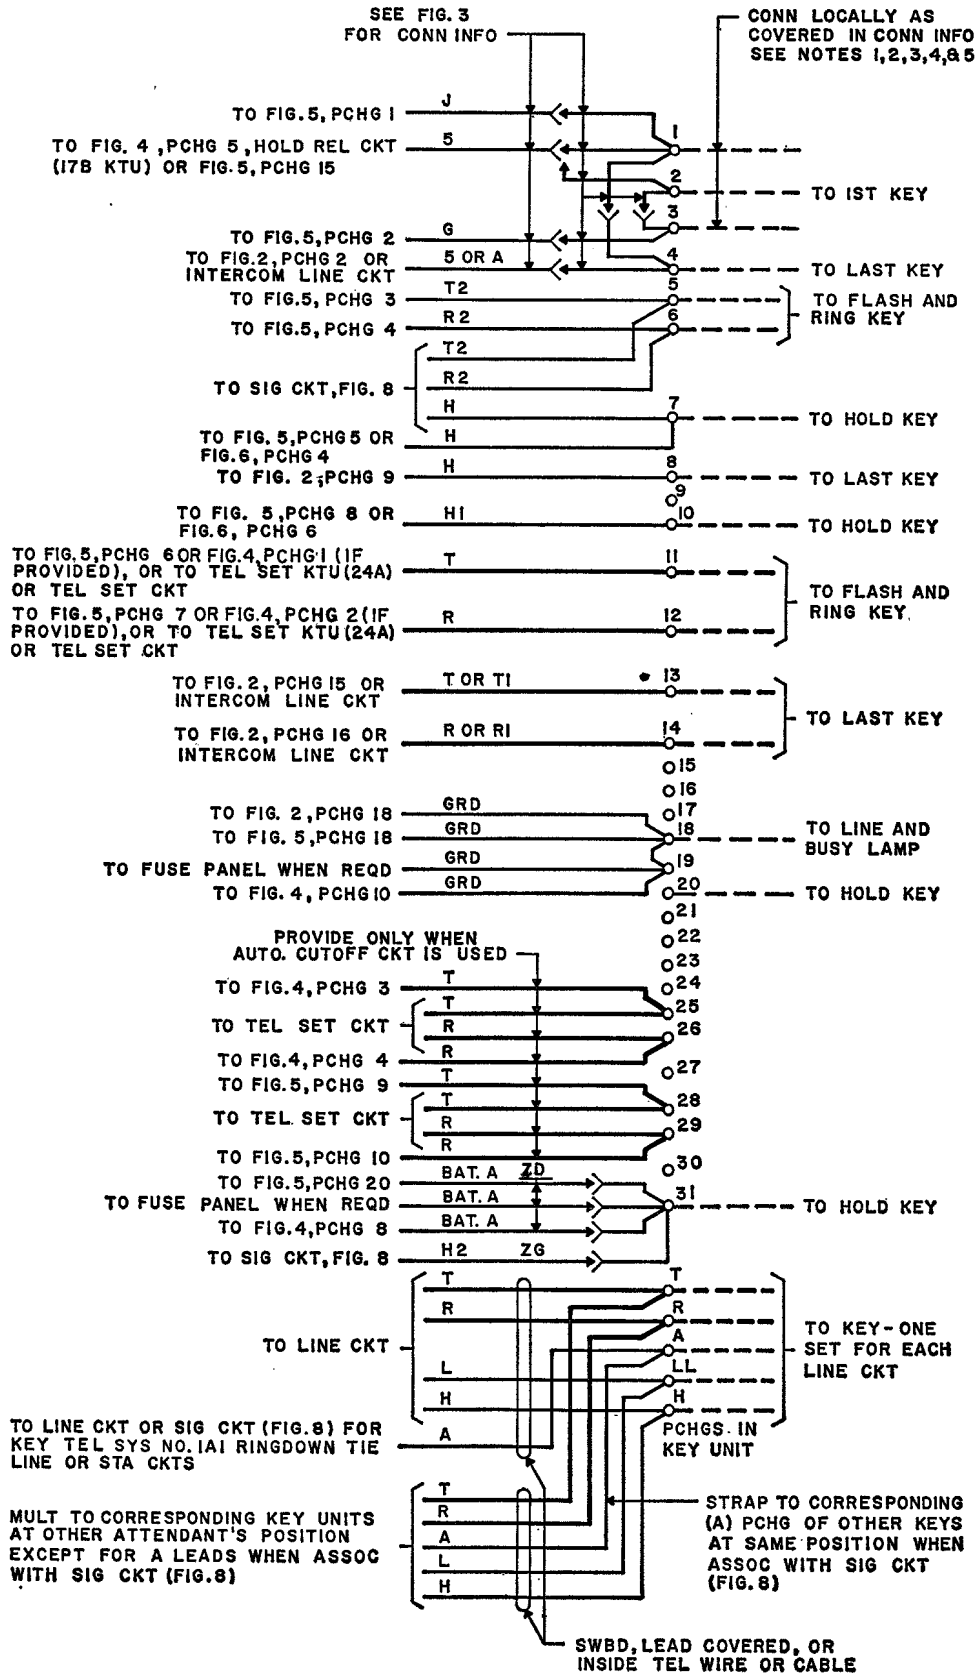 SEE FIG. 3
FOR CONN INFO
CONN LOCALLY AS
COVERED IN CONN INFO
SEE NOTES 1,2,3,4,&5
TO FIG.5, PCHG 1
J
TO FIG. 4, PCHG 5, HOLD REL CKT
(17B KTU) OR FIG.5, PCHG 15
5
1
2
TO 1ST KEY
3
TO FIG.5, PCHG 2
G
TO FIG.2, PCHG 2 OR
INTERCOM LINE CKT
5 OR A
4
TO LAST KEY
TO FIG.5, PCHG 3
T2
5
TO FIG.5, PCHG 4
R2
6
TO FLASH AND
RING KEY
TO SIG CKT, FIG. 8
T2
R2
H
7
TO HOLD KEY
TO FIG. 5, PCHG 5 OR
FIG.6, PCHG 4
H
TO FIG. 2, PCHG 9
H
8
TO LAST KEY
9
TO FIG. 5, PCHG 8 OR
FIG.6, PCHG 6
H1
10
TO HOLD KEY
TO FIG.5, PCHG 6 OR FIG.4, PCHG 1 (IF
PROVIDED), OR TO TEL SET KTU (24A)
OR TEL SET CKT
T
11
TO FIG.5, PCHG 7 OR FIG.4, PCHG 2 (IF
PROVIDED), OR TO TEL SET KTU (24A)
OR TEL SET CKT
R
12
TO FLASH AND
RING KEY
TO FIG.2, PCHG 15 OR
INTERCOM LINE CKT
T OR T1
13
TO FIG.2, PCHG 16 OR
INTERCOM LINE CKT
R OR R1
14
TO LAST KEY
15
16
17
TO FIG. 2, PCHG 18
GRD
TO FIG. 5, PCHG 18
GRD
18
TO LINE AND
BUSY LAMP
TO FUSE PANEL WHEN REQD
GRD
19
TO FIG. 4, PCHG 10
GRD
20
TO HOLD KEY
21
22
23
24
PROVIDE ONLY WHEN
AUTO. CUTOFF CKT IS USED
TO FIG.4, PCHG 3
T
TO TEL SET CKT
T
25
R
26
TO FIG.4, PCHG 4
R
27
TO FIG.5, PCHG 9
T
TO TEL SET CKT
T
28
R
29
TO FIG.5, PCHG 10
R
30
TO FIG.5, PCHG 20
BAT. A
ZD
TO FUSE PANEL WHEN REQD
BAT. A
31
TO HOLD KEY
TO FIG.4, PCHG 8
BAT. A
TO SIG CKT, FIG. 8
H2
ZG
TO LINE CKT
T
R
L
H
T
R
A
LL
H
TO KEY-ONE
SET FOR EACH
LINE CKT
PCHGS. IN
KEY UNIT
TO LINE CKT OR SIG CKT (FIG.8) FOR
KEY TEL SYS NO. 1A1 RINGDOWN TIE
LINE OR STA CKTS
A
MULT TO CORRESPONDING KEY UNITS
AT OTHER ATTENDANT'S POSITION
EXCEPT FOR A LEADS WHEN ASSOC
WITH SIG CKT (FIG.8)
T
R
A
L
H
STRAP TO CORRESPONDING
(A) PCHG OF OTHER KEYS
AT SAME POSITION WHEN
ASSOC WITH SIG CKT
(FIG.8)
SWBD, LEAD COVERED, OR
INSIDE TEL WIRE OR CABLE